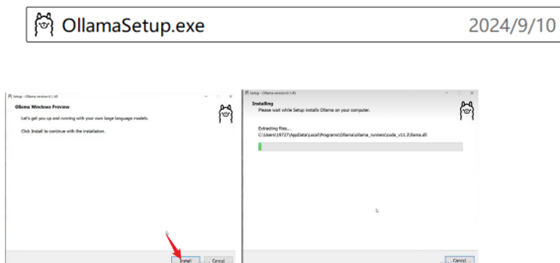 OllamaSetup.exe 2024/9/10
Setup - Ollama version 0.1.45
Ollama Windows Preview
Let's get you up and running with your own large language models.
Click Install to continue with the installation.
Install Cancel
Setup - Ollama version 0.1.45
Installing
Please wait while Setup installs Ollama on your computer.
Extracting files...
C:\Users\19727\AppData\Local\Programs\Ollama\ollama_runners\cuda_v11.3\llama.dll
Cancel